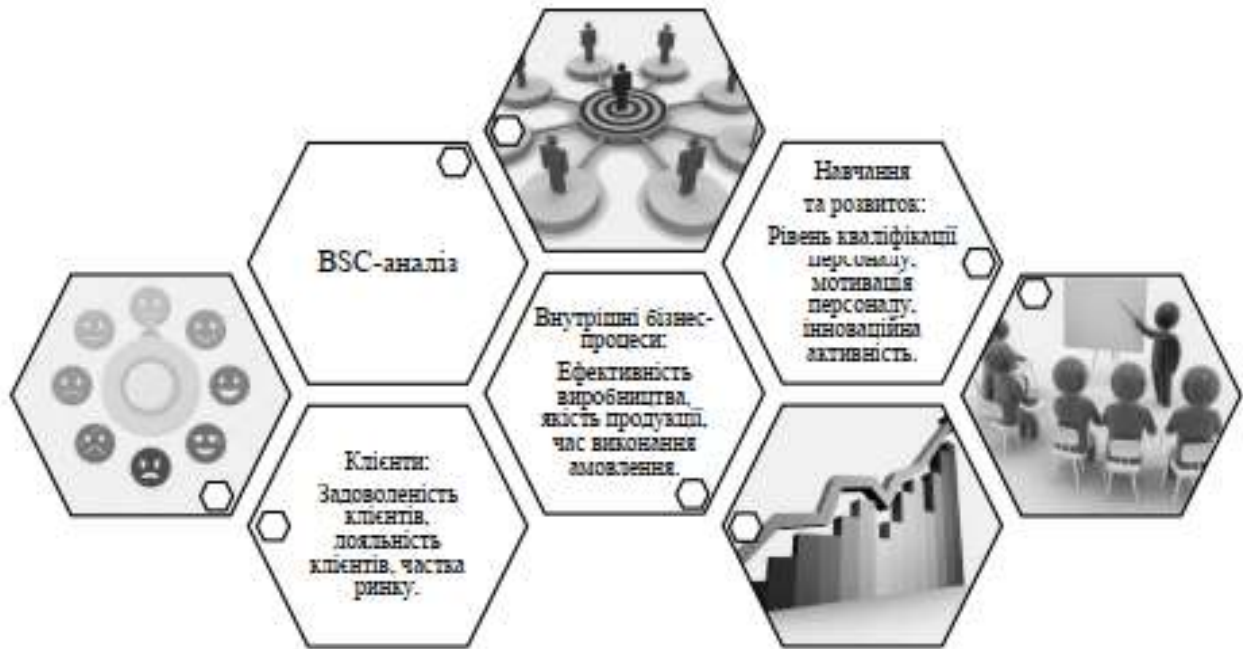 BSC-аналіз
Клієнти:
Задоволеність
клієнтів,
лояльність
клієнтів, частка
ринку.
Внутрішні бізнес-
процеси:
Ефективність
виробництва,
якість продукції,
час виконання
амовлення.
Навчання
та розвиток:
Рівень кваліфікації
персоналу,
мотивація
персоналу,
інноваційна
активність.